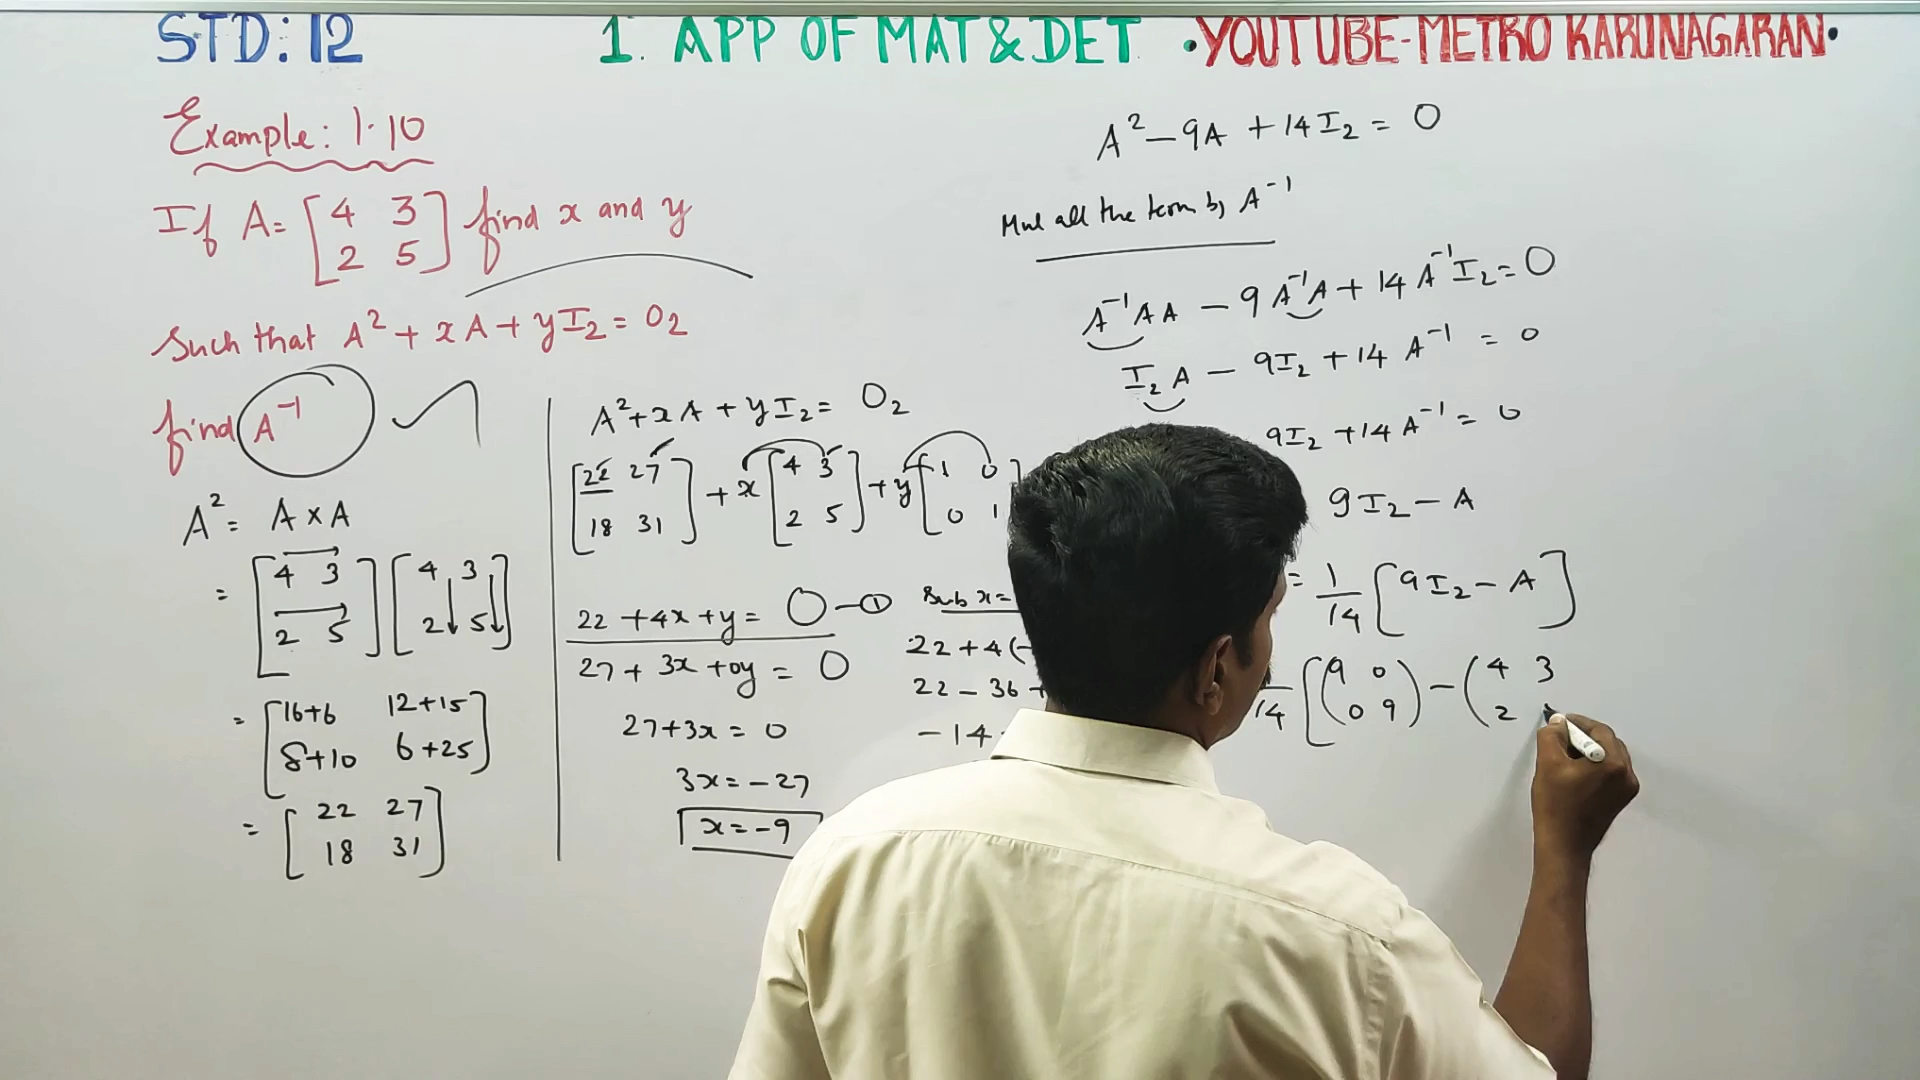 STD: 12 1. APP OF MAT & DET •YOUTUBE-METRO KARUNAGARAN•
Example: 1.10
If A= [4 3
2 5] find x and y
Such that A² + xA + yI₂ = O₂
find A⁻¹
A² = A × A
= [4 3
2 5] [4 3
2 5]
= [16+6 12+15
8+10 6+25]
= [22 27
18 31]
A²+xA + yI₂ = O₂
[22 27
18 31] + x [4 3
2 5] + y [1 0
0 1
22 +4x +y = 0 —①
27 + 3x +0y = 0
27+3x = 0
3x = -27
x = -9
Sub x=
22 + 4(-
22 - 36 +
-14
A² - 9A + 14I₂ = 0
Mul all the term by A⁻¹
A⁻¹AA - 9A⁻¹A + 14A⁻¹I₂ = 0
I₂A - 9I₂ + 14 A⁻¹ = 0
9I₂ + 14A⁻¹ = 0
9I₂ - A
= 1/14 [9I₂ - A]
14 [(9 0
0 9) - (4 3
2